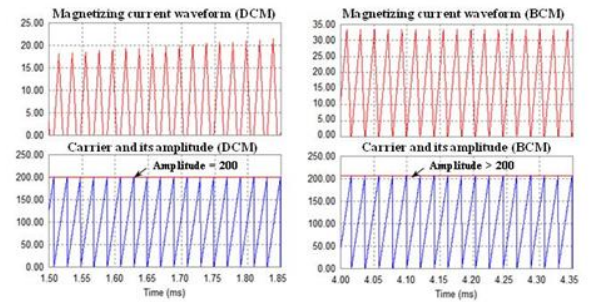 Magnetizing current waveform (DCM)
25.00
20.00
15.00
10.00
5.00
0.00
Carrier and its amplitude (DCM)
250.00
Amplitude = 200
200.00
150.00
100.00
50.00
0.00
1.50 1.55 1.60 1.65 1.70 1.75 1.80 1.85
Time (ms)
Magnetizing current waveform (BCM)
35.00
30.00
25.00
20.00
15.00
10.00
5.00
0.00
Carrier and its amplitude (BCM)
250.00
Amplitude > 200
200.00
150.00
100.00
50.00
0.00
4.00 4.05 4.10 4.15 4.20 4.25 4.30 4.35
Time (ms)